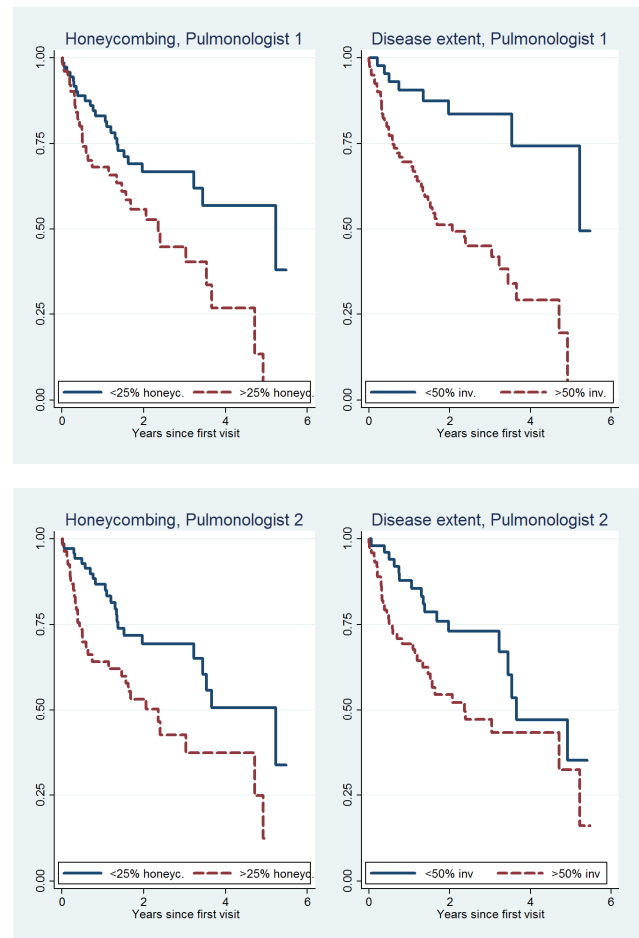 Honeycombing, Pulmonologist 1
1.00
0.75
0.50
0.25
0.00
<25% honeyc. >25% honeyc.
0 2 4 6
Years since first visit
Disease extent, Pulmonologist 1
1.00
0.75
0.50
0.25
0.00
<50% inv. >50% inv.
0 2 4 6
Years since first visit
Honeycombing, Pulmonologist 2
1.00
0.75
0.50
0.25
0.00
<25% honeyc. >25% honeyc.
0 2 4 6
Years since first visit
Disease extent, Pulmonologist 2
1.00
0.75
0.50
0.25
0.00
<50% inv >50% inv
0 2 4 6
Years since first visit